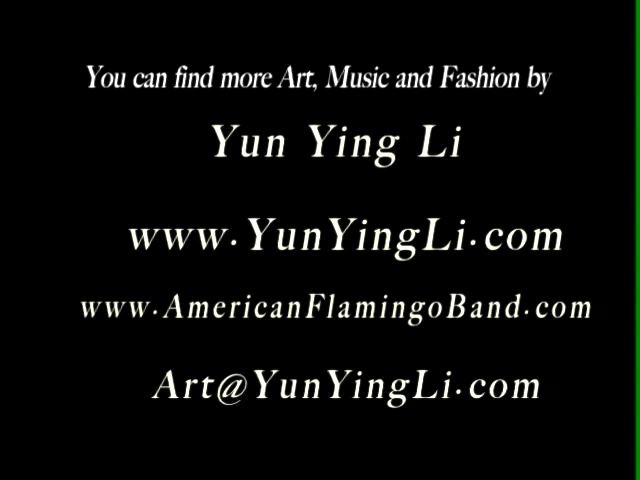 You can find more Art, Music and Fashion by
Yun Ying Li
www.YunYingLi.com
www.AmericanFlamingoBand.com
Art@YunYingLi.com